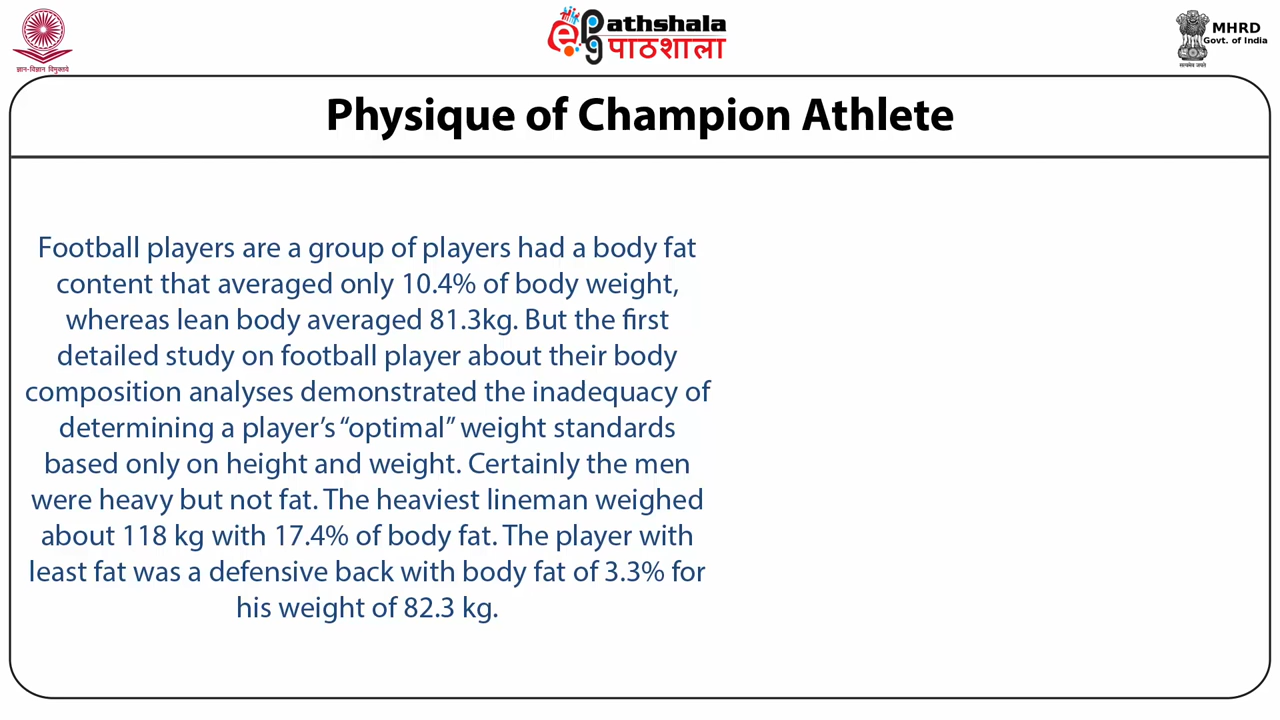 ज्ञान-विज्ञान विमुक्तये
ePathshala
पाठशाला
MHRD
Govt. of India
सत्यमेव जयते
Physique of Champion Athlete
Football players are a group of players had a body fat
content that averaged only 10.4% of body weight,
whereas lean body averaged 81.3kg. But the first
detailed study on football player about their body
composition analyses demonstrated the inadequacy of
determining a player’s “optimal” weight standards
based only on height and weight. Certainly the men
were heavy but not fat. The heaviest lineman weighed
about 118 kg with 17.4% of body fat. The player with
least fat was a defensive back with body fat of 3.3% for
his weight of 82.3 kg.